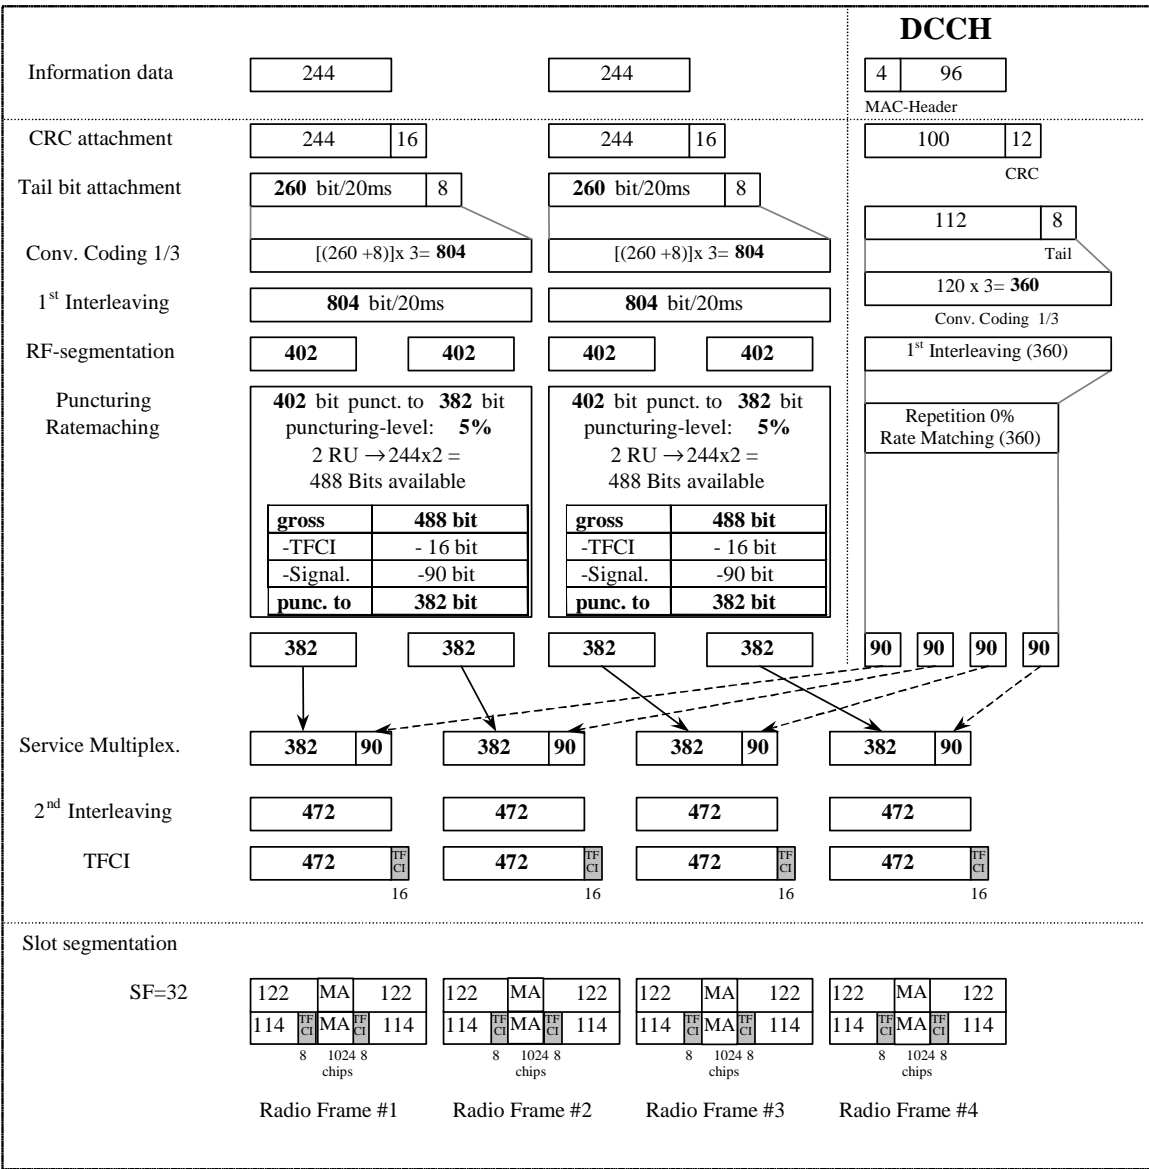 DCCH
Information data 244 244 4 96
MAC-Header
CRC attachment 244 16 244 16 100 12
CRC
Tail bit attachment 260 bit/20ms 8 260 bit/20ms 8
112 8
Tail
Conv. Coding 1/3 [(260 +8)]x 3= 804 [(260 +8)]x 3= 804
120 x 3= 360
Conv. Coding 1/3
1st Interleaving 804 bit/20ms 804 bit/20ms
RF-segmentation 402 402 402 402 1st Interleaving (360)
Puncturing
Ratemaching
402 bit punct. to 382 bit
puncturing-level: 5%
2 RU →244x2 =
488 Bits available
gross 488 bit
-TFCI - 16 bit
-Signal. -90 bit
punc. to 382 bit
402 bit punct. to 382 bit
puncturing-level: 5%
2 RU →244x2 =
488 Bits available
gross 488 bit
-TFCI - 16 bit
-Signal. -90 bit
punc. to 382 bit
Repetition 0%
Rate Matching (360)
382 382 382 382 90 90 90 90
Service Multiplex. 382 90 382 90 382 90 382 90
2nd Interleaving 472 472 472 472
TFCI 472 TF CI 472 TF CI 472 TF CI 472 TF CI
16 16 16 16
Slot segmentation
SF=32 122 MA 122 122 MA 122 122 MA 122 122 MA 122
114 TF CI MA TF CI 114 114 TF CI MA TF CI 114 114 TF CI MA TF CI 114 114 TF CI MA TF CI 114
8 1024 8 8 1024 8 8 1024 8 8 1024 8
chips chips chips chips
Radio Frame #1 Radio Frame #2 Radio Frame #3 Radio Frame #4